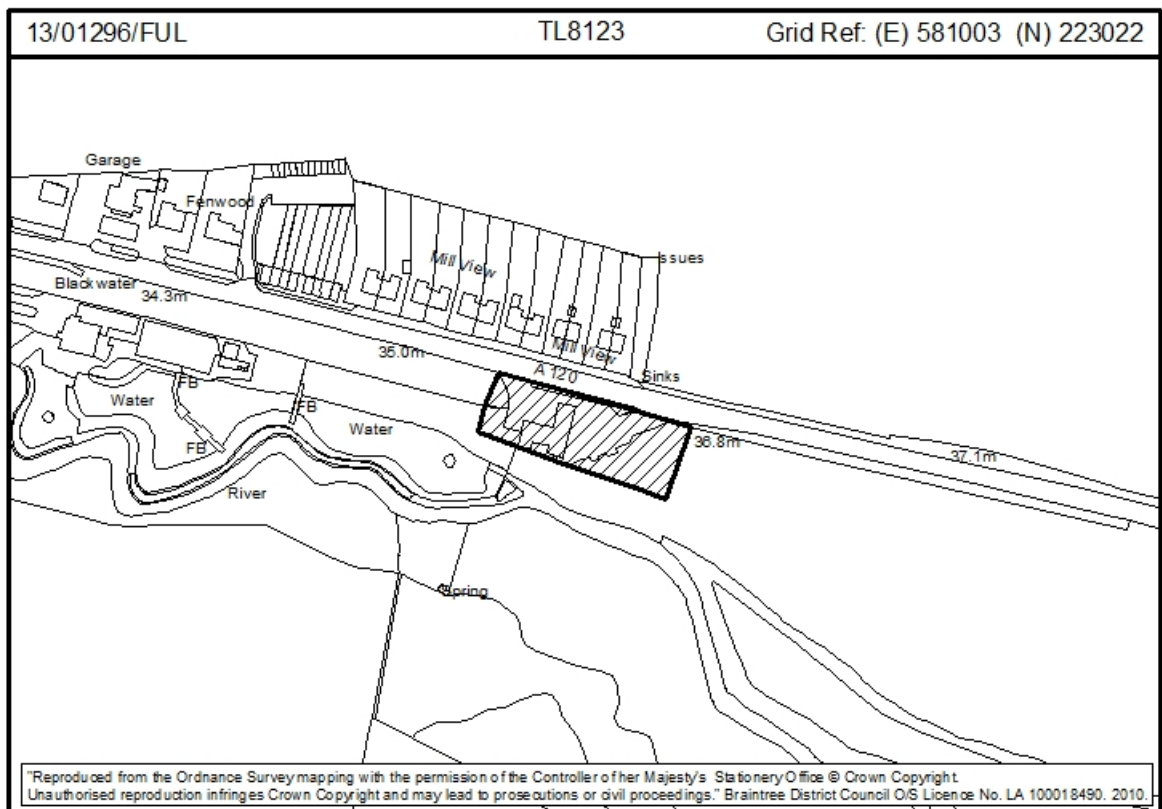 13/01296/FUL TL8123 Grid Ref: (E) 581003 (N) 223022
Garage
Fenwood
Mill View
Issues
Blackwater
34.3m
35.0m
Mill View
A 120
Sinks
FB
Water
FB
Water
FB
36.8m
37.1m
River
Spring
"Reproduced from the Ordnance Survey mapping with the permission of the Controller of her Majesty's Stationery Office © Crown Copyright.
Unauthorised reproduction infringes Crown Copyright and may lead to prosecutions or civil proceedings." Braintree District Council O/S Licence No. LA 100018490. 2010.